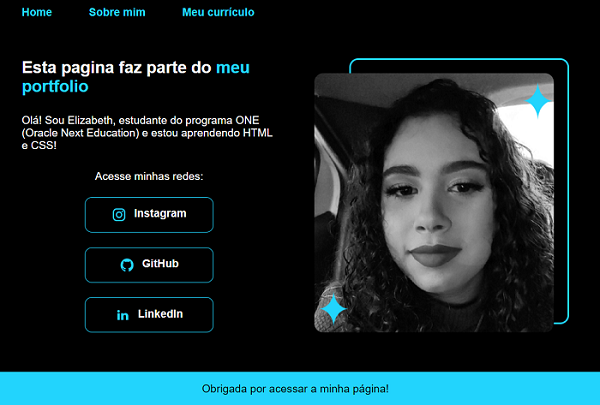 Home Sobre mim Meu currículo
Esta pagina faz parte do meu
portfolio
Olá! Sou Elizabeth, estudante do programa ONE
(Oracle Next Education) e estou aprendendo HTML
e CSS!
Acesse minhas redes:
Instagram
GitHub
LinkedIn
Obrigada por acessar a minha página!